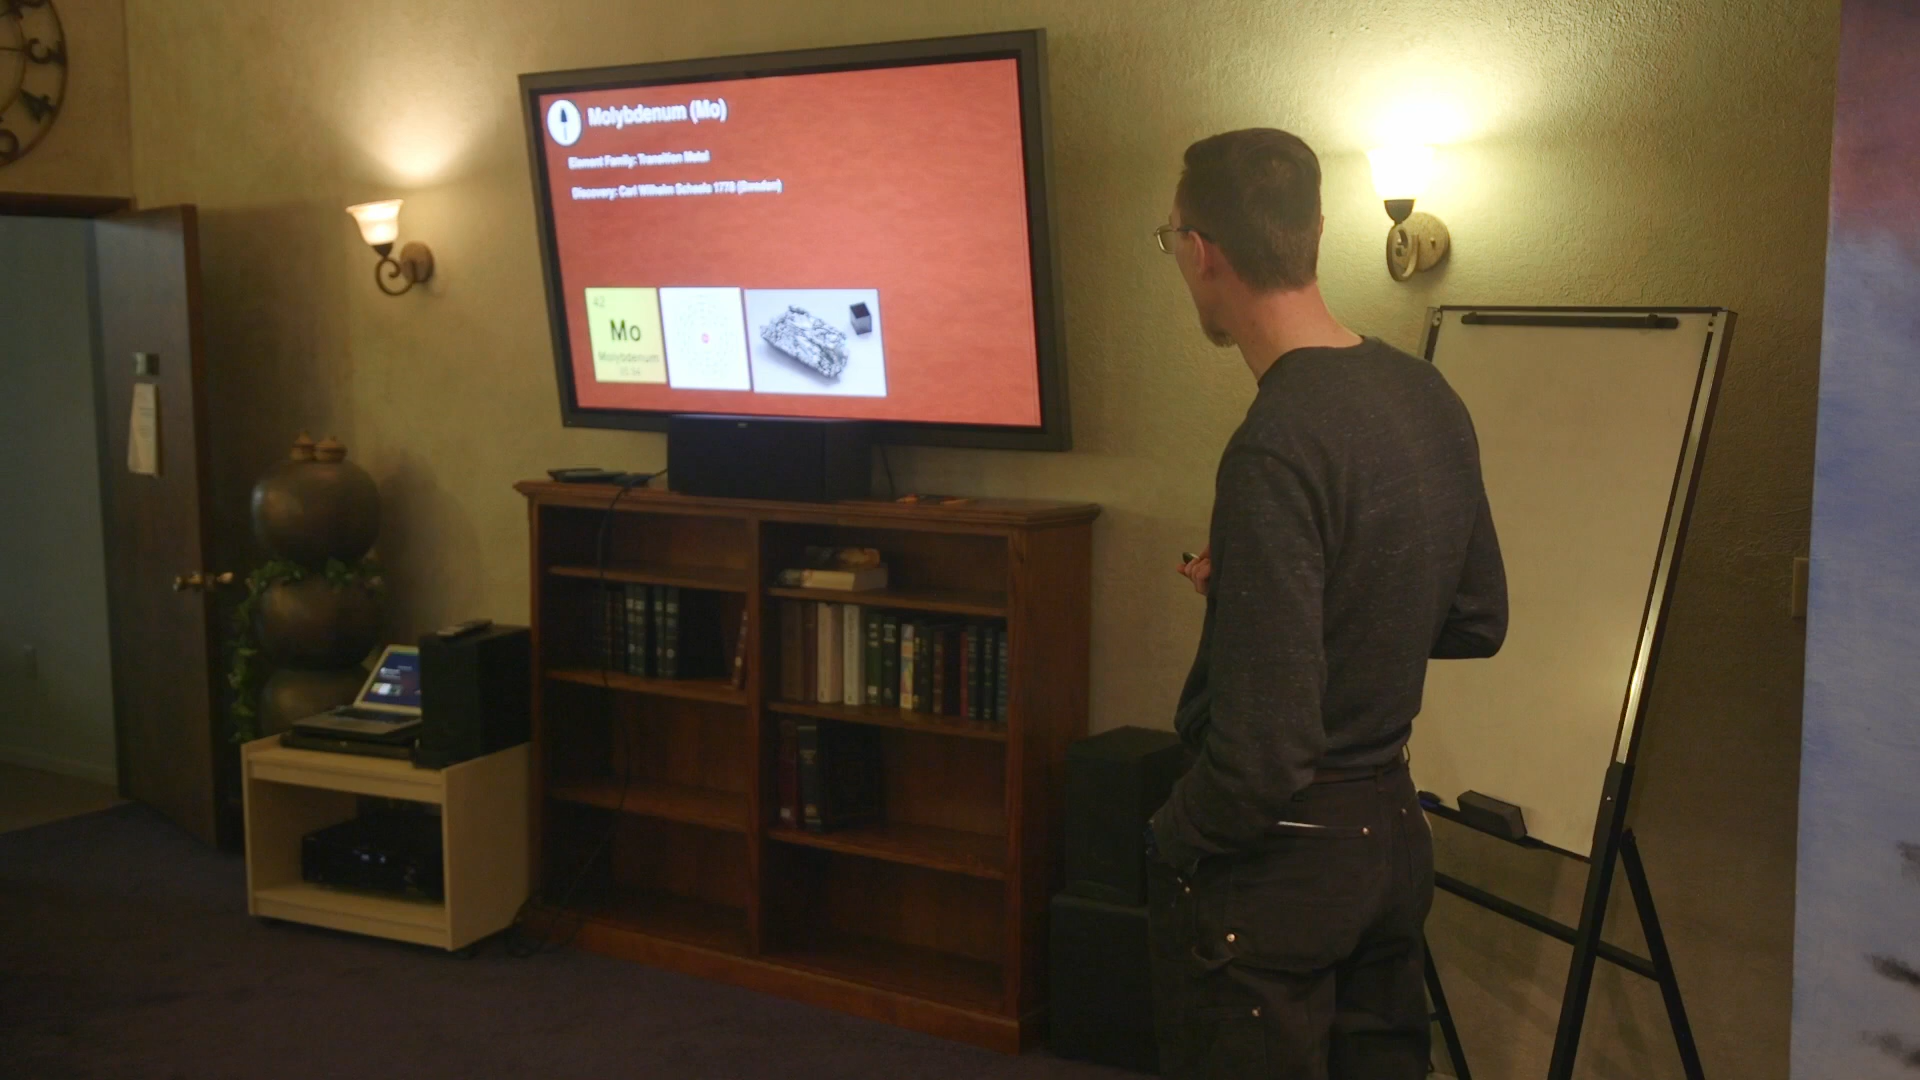 Molybdenum (Mo)
Element Family: Transition Metal
Discovery: Carl Wilhelm Scheele 1778 (Sweden)
42
Mo
Molybdenum